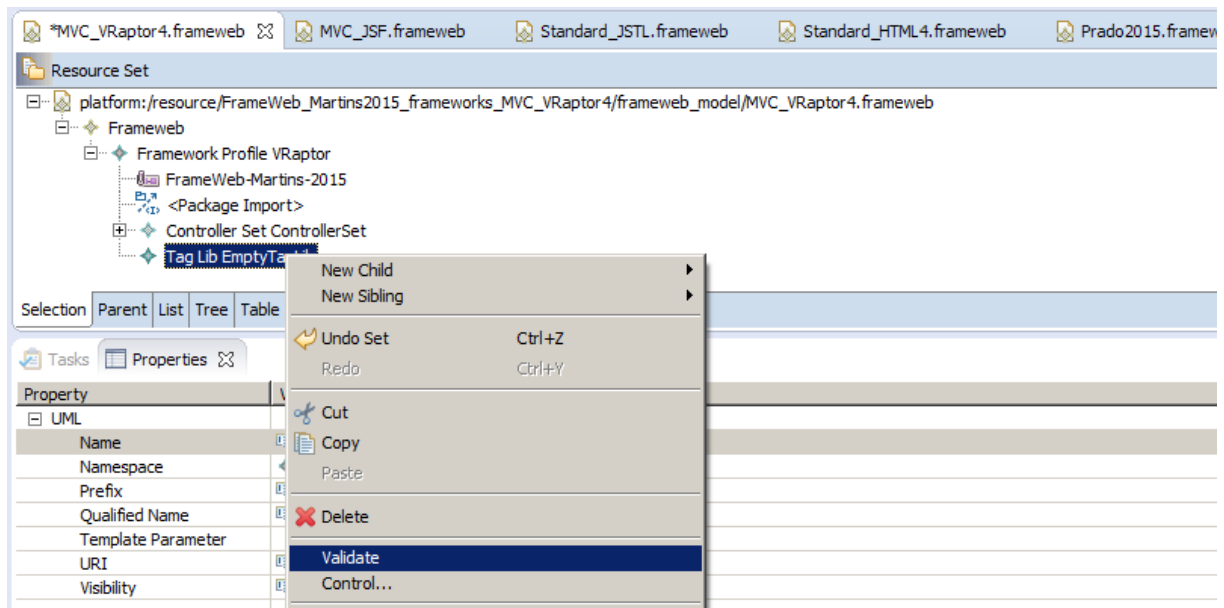 *MVC_VRaptor4.frameweb MVC_JSF.frameweb Standard_JSTL.frameweb Standard_HTML4.frameweb Prado2015.framew
Resource Set
platform:/resource/FrameWeb_Martins2015_frameworks_MVC_VRaptor4/frameweb_model/MVC_VRaptor4.frameweb
Frameweb
Framework Profile VRaptor
FrameWeb-Martins-2015
<Package Import>
Controller Set ControllerSet
Tag Lib EmptyTa
New Child
New Sibling
Selection Parent List Tree Table
Undo Set Ctrl+Z
Redo Ctrl+Y
Tasks Properties
Property
Cut
UML
Name
Copy
Namespace
Paste
Prefix
Qualified Name
Delete
Template Parameter
URI
Validate
Visibility
Control...